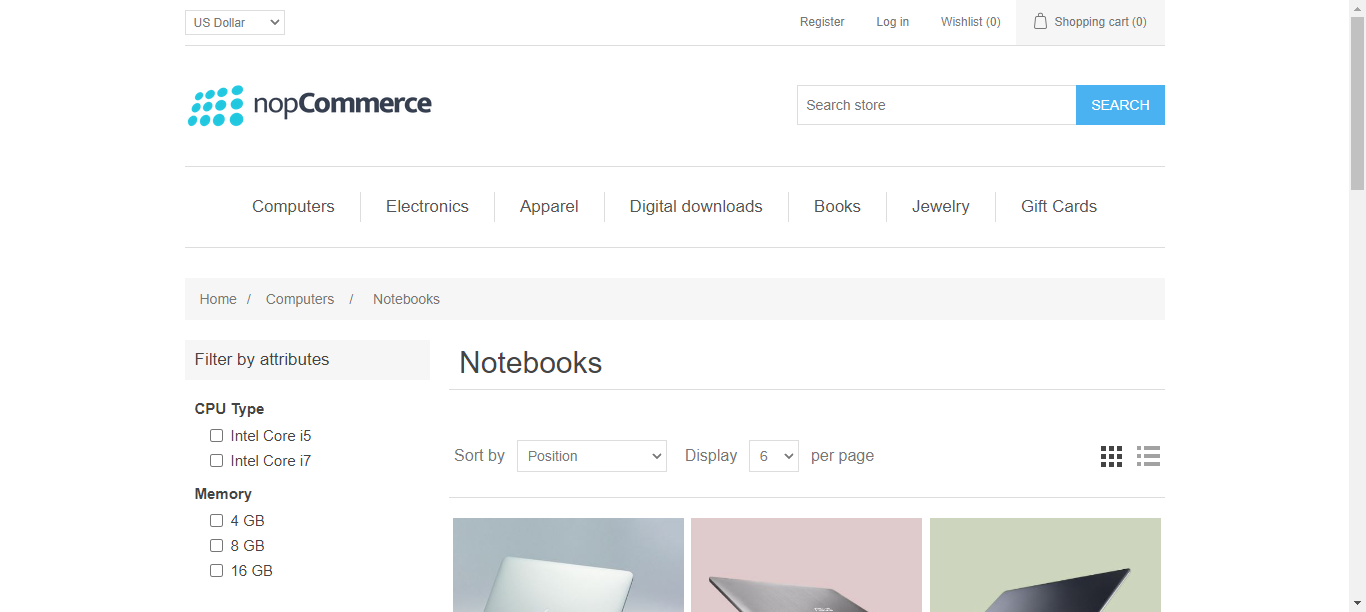 US Dollar
Register
Log in
Wishlist (0)
Shopping cart (0)
nopCommerce
Search store
SEARCH
Computers
Electronics
Apparel
Digital downloads
Books
Jewelry
Gift Cards
Home / Computers / Notebooks
Filter by attributes
CPU Type
Intel Core i5
Intel Core i7
Memory
4 GB
8 GB
16 GB
Notebooks
Sort by Position Display 6 per page